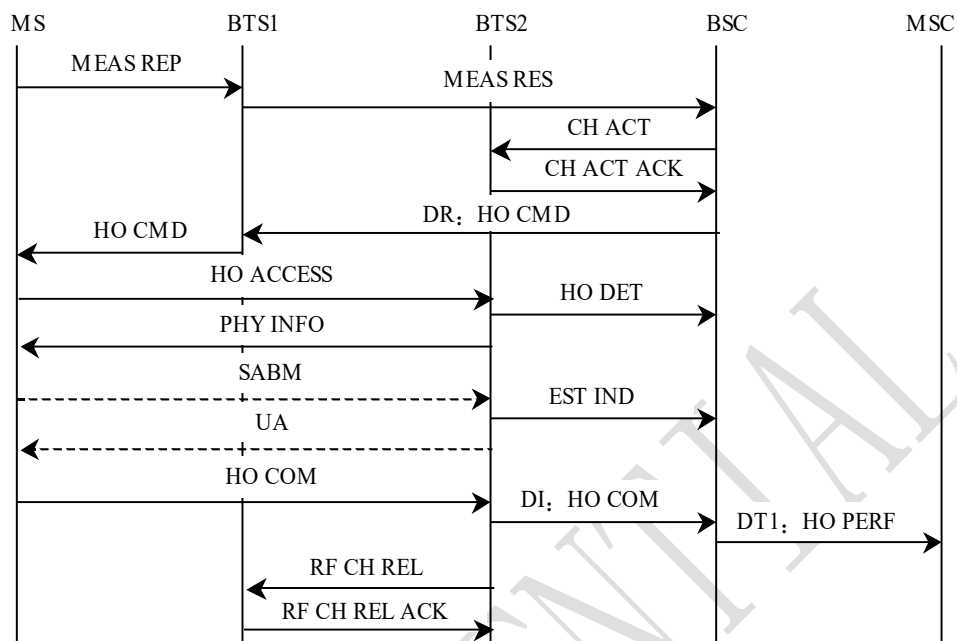 MS BTS1 BTS2 BSC MSC
MEAS REP
MEAS RES
CH ACT
CH ACT ACK
DR：HO CMD
HO CMD
HO ACCESS
HO DET
PHY INFO
SABM
EST IND
UA
HO COM
DI：HO COM
DT1：HO PERF
RF CH REL
RF CH REL ACK
ENTIAL